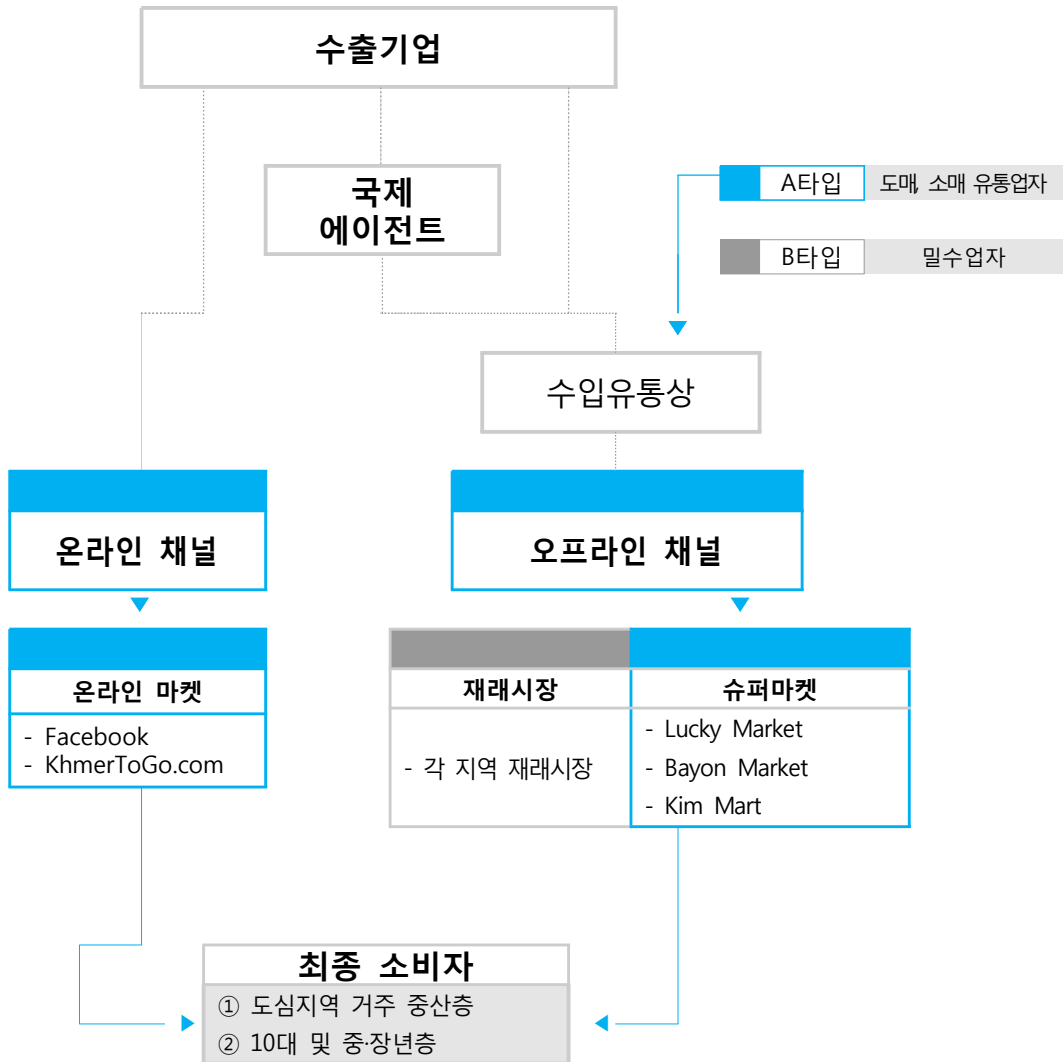 수출기업
국제
에이전트
A타입 도매, 소매 유통업자
B타입 밀수업자
수입유통상
온라인 채널
오프라인 채널
온라인 마켓
- Facebook
- KhmerToGo.com
재래시장
- 각 지역 재래시장
슈퍼마켓
- Lucky Market
- Bayon Market
- Kim Mart
최종 소비자
① 도심지역 거주 중산층
② 10대 및 중·장년층